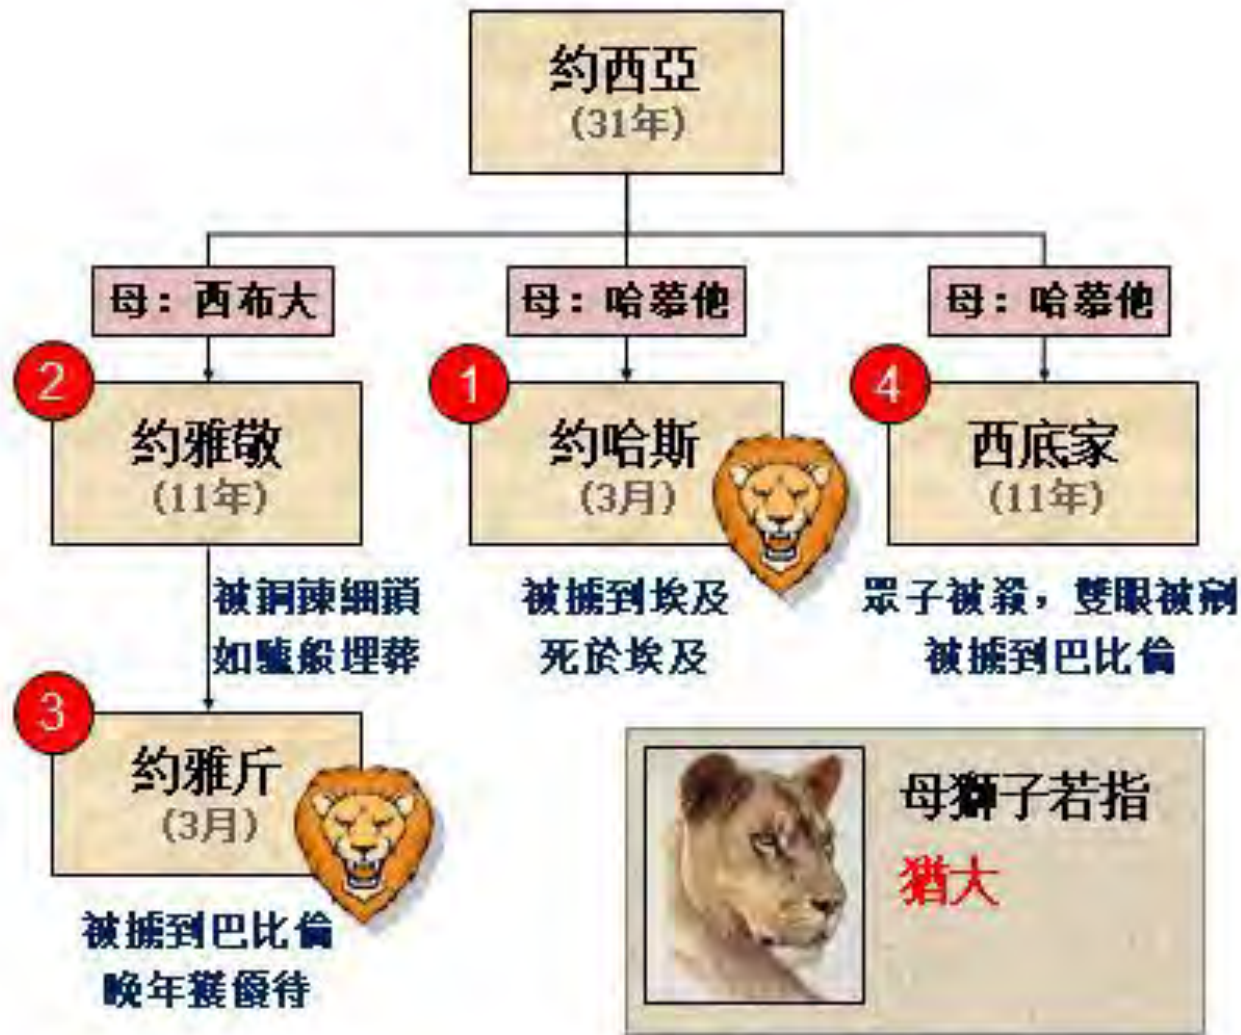 約西亞
(31年)
母：西布大
母：哈慕他
母：哈慕他
2
約雅敬
(11年)
1
約哈斯
(3月)
4
西底家
(11年)
被銅鍊細鎖
如驢般埋葬
被擄到埃及
死於埃及
眾子被殺，雙眼被剜
被擄到巴比倫
3
約雅斤
(3月)
被擄到巴比倫
晚年獲優待
母獅子若指
猶大